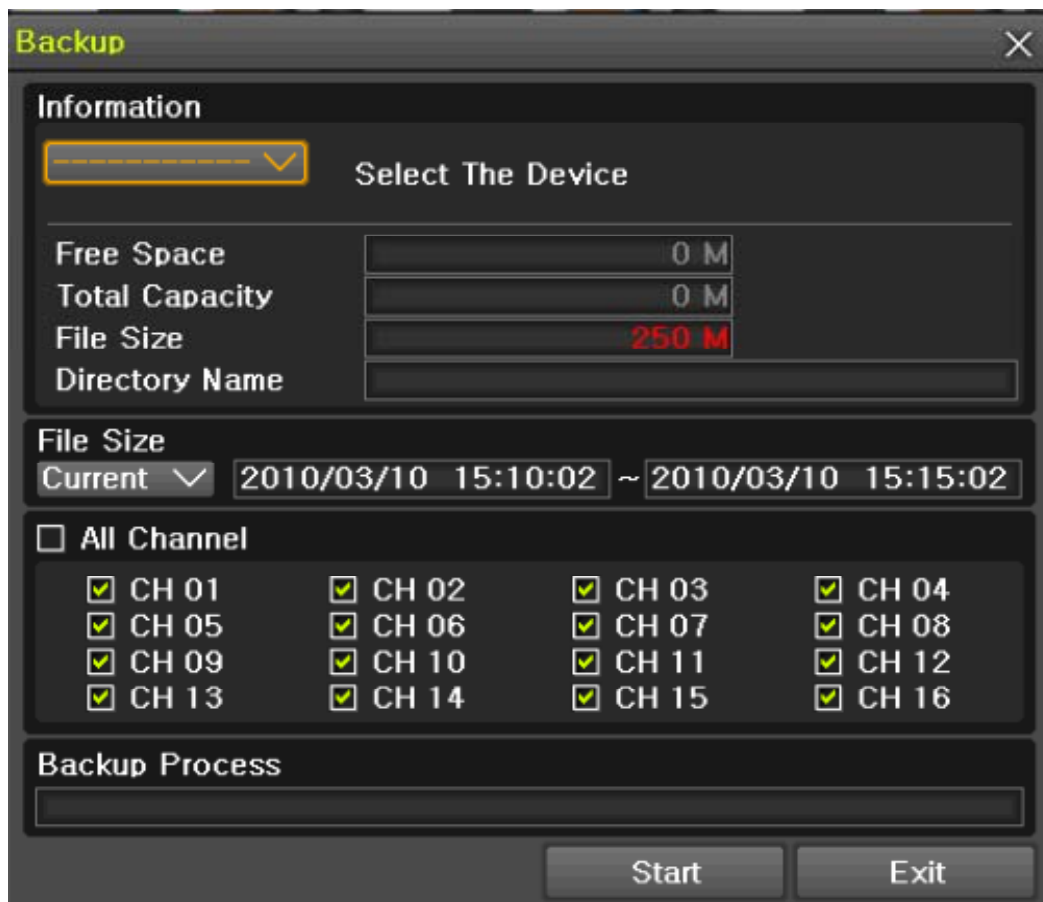 Backup
Information
----------- Select The Device
Free Space 0 M
Total Capacity 0 M
File Size 250 M
Directory Name
File Size
Current 2010/03/10 15:10:02 ~ 2010/03/10 15:15:02
All Channel
CH 01 CH 02 CH 03 CH 04
CH 05 CH 06 CH 07 CH 08
CH 09 CH 10 CH 11 CH 12
CH 13 CH 14 CH 15 CH 16
Backup Process
Start Exit